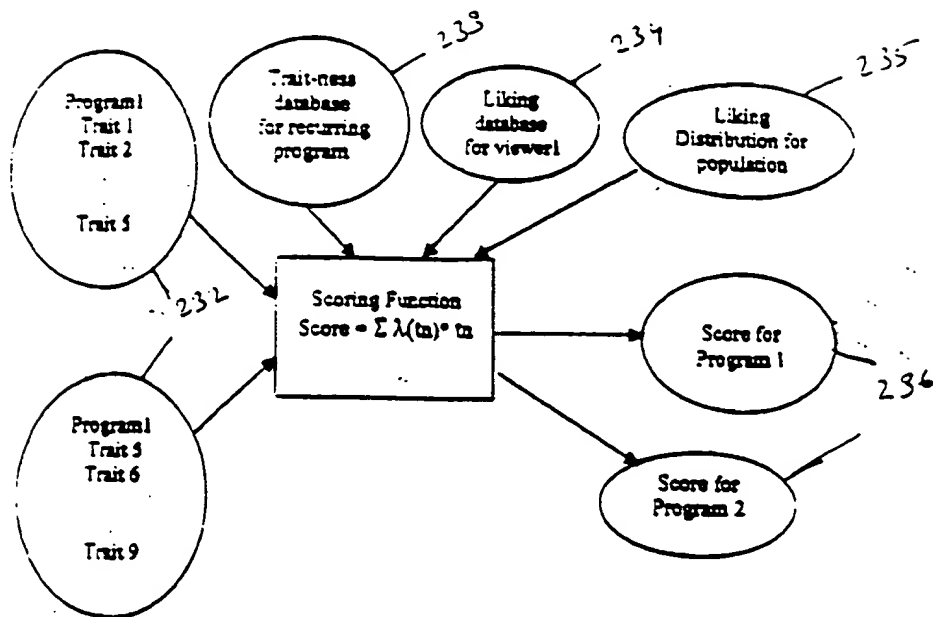 233
234
235
Program1
Trait 1
Trait 2
Trait 5
Trait-ness
database
for recurring
program
Liking
database
for viewer1
Liking
Distribution for
population
232
Scoring Function
Score = Σ λ(tn)* tn
Score for
Program 1
236
Program1
Trait 5
Trait 6
Trait 9
Score for
Program 2